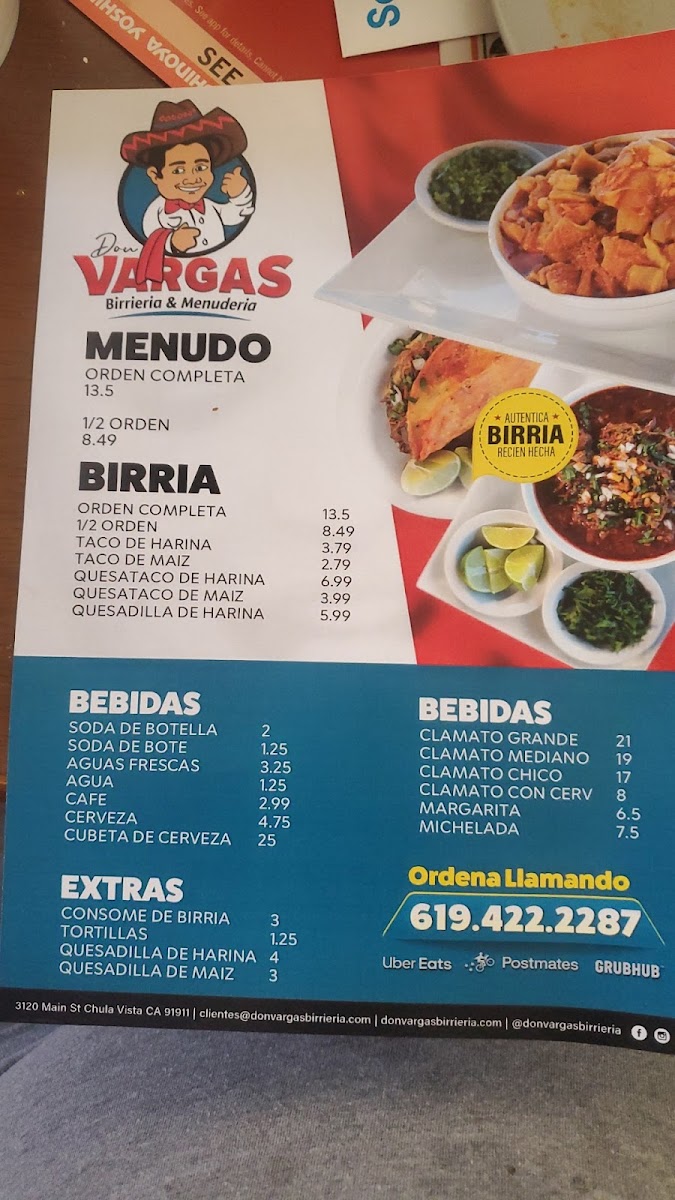 YOSHINOYA
SEE
See app for details.
Don
VARGAS
Birrieria & Menuderia
MENUDO
ORDEN COMPLETA
13.5
1/2 ORDEN
8.49
BIRRIA
ORDEN COMPLETA 13.5
1/2 ORDEN 8.49
TACO DE HARINA 3.79
TACO DE MAIZ 2.79
QUESATACO DE HARINA 6.99
QUESATACO DE MAIZ 3.99
QUESADILLA DE HARINA 5.99
AUTENTICA
BIRRIA
RECIEN HECHA
BEBIDAS
SODA DE BOTELLA 2
SODA DE BOTE 1.25
AGUAS FRESCAS 3.25
AGUA 1.25
CAFE 2.99
CERVEZA 4.75
CUBETA DE CERVEZA 25
EXTRAS
CONSOME DE BIRRIA 3
TORTILLAS 1.25
QUESADILLA DE HARINA 4
QUESADILLA DE MAIZ 3
BEBIDAS
CLAMATO GRANDE 21
CLAMATO MEDIANO 19
CLAMATO CHICO 17
CLAMATO CON CERV 8
MARGARITA 6.5
MICHELADA 7.5
Ordena Llamando
619.422.2287
Uber Eats Postmates GRUBHUB
3120 Main St Chula Vista CA 91911 | clientes@donvargasbirrieria.com | donvargasbirrieria.com | @donvargasbirrieria